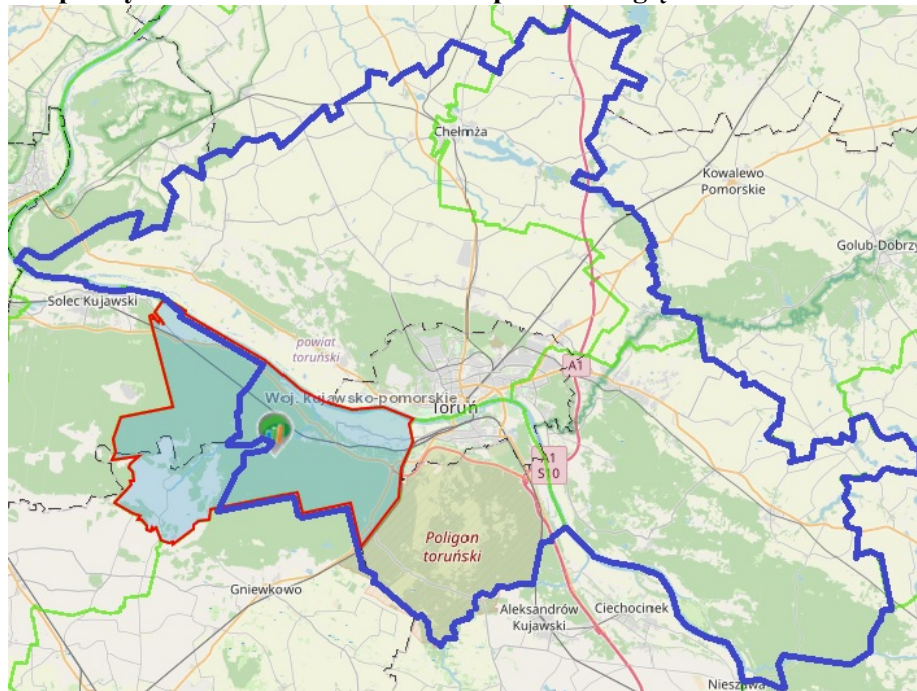 Chełmża
Kowalewo
Pomorskie
Golub-Dobrzy
Solec Kujawski
powiat
toruński
A1
Woj. kujawsko-pomorskie
Toruń
A1
S10
Poligon
toruński
Gniewkowo
Aleksandrów
Kujawski
Ciechocinek
Nieszawa